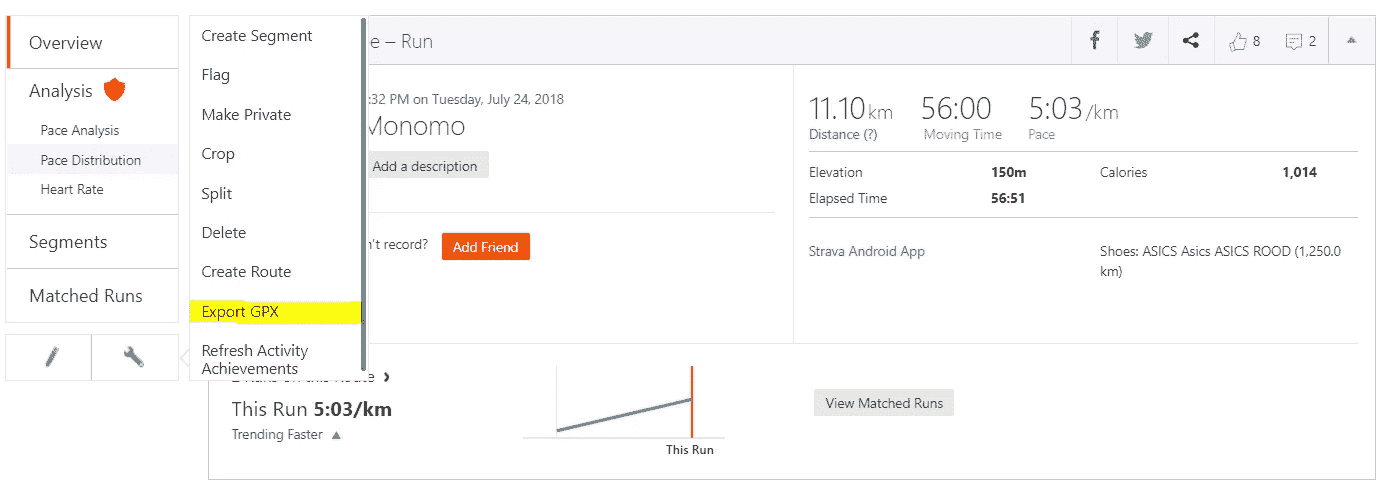 Overview
Analysis
Pace Analysis
Pace Distribution
Heart Rate
Segments
Matched Runs
Create Segment
Flag
Make Private
Crop
Split
Delete
Create Route
Export GPX
Refresh Activity
Achievements
e – Run
8
2
:32 PM on Tuesday, July 24, 2018
Monomo
Add a description
n't record?
Add Friend
11.10 km
56:00
5:03 /km
Distance (?)
Moving Time
Pace
Elevation
150m
Calories
1,014
Elapsed Time
56:51
Strava Android App
Shoes: ASICS Asics ASICS ROOD (1,250.0
km)
2 Runs on this Route
This Run 5:03/km
Trending Faster
This Run
View Matched Runs